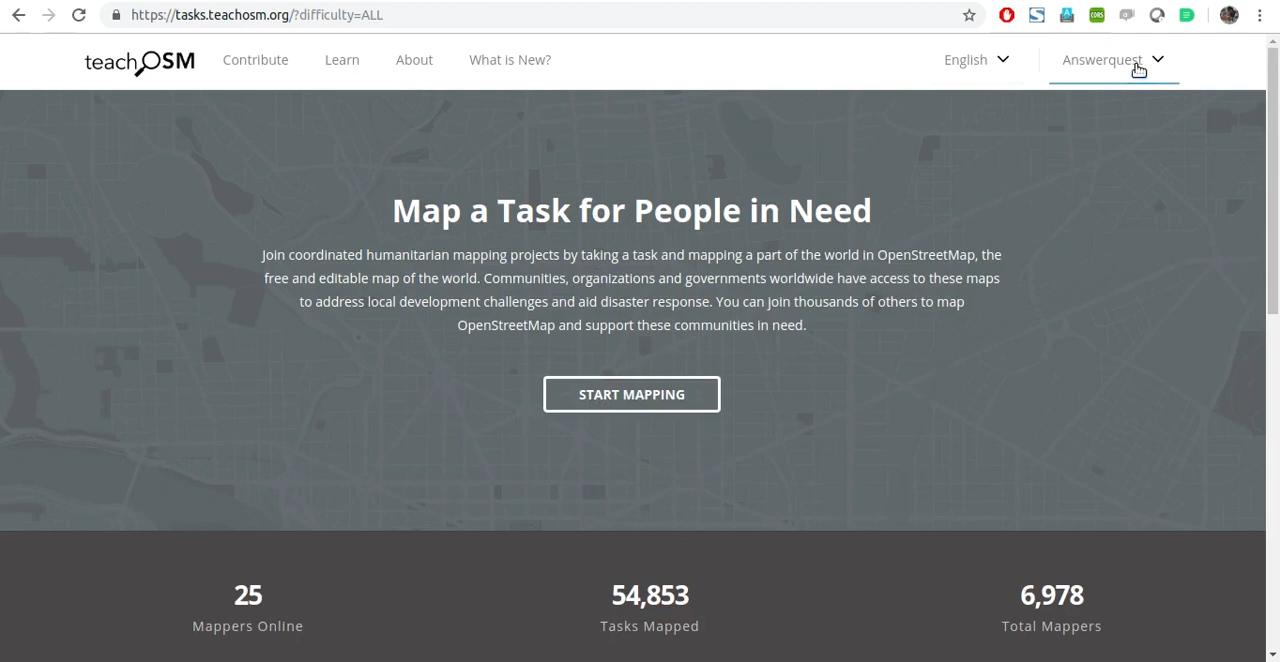 https://tasks.teachosm.org/?difficulty=ALL
teachOSM Contribute Learn About What is New? English Answerquest
Map a Task for People in Need
Join coordinated humanitarian mapping projects by taking a task and mapping a part of the world in OpenStreetMap, the
free and editable map of the world. Communities, organizations and governments worldwide have access to these maps
to address local development challenges and aid disaster response. You can join thousands of others to map
OpenStreetMap and support these communities in need.
START MAPPING
25 54,853 6,978
Mappers Online Tasks Mapped Total Mappers